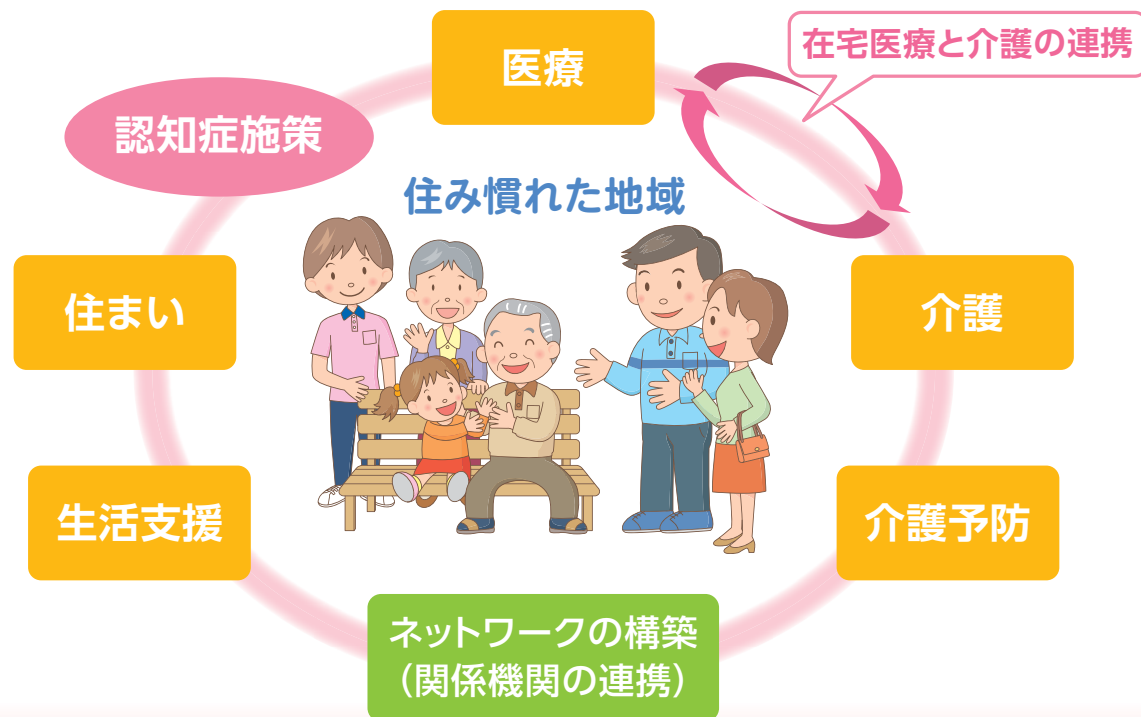 医療
在宅医療と介護の連携
認知症施策
住み慣れた地域
住まい
介護
生活支援
介護予防
ネットワークの構築
（関係機関の連携）